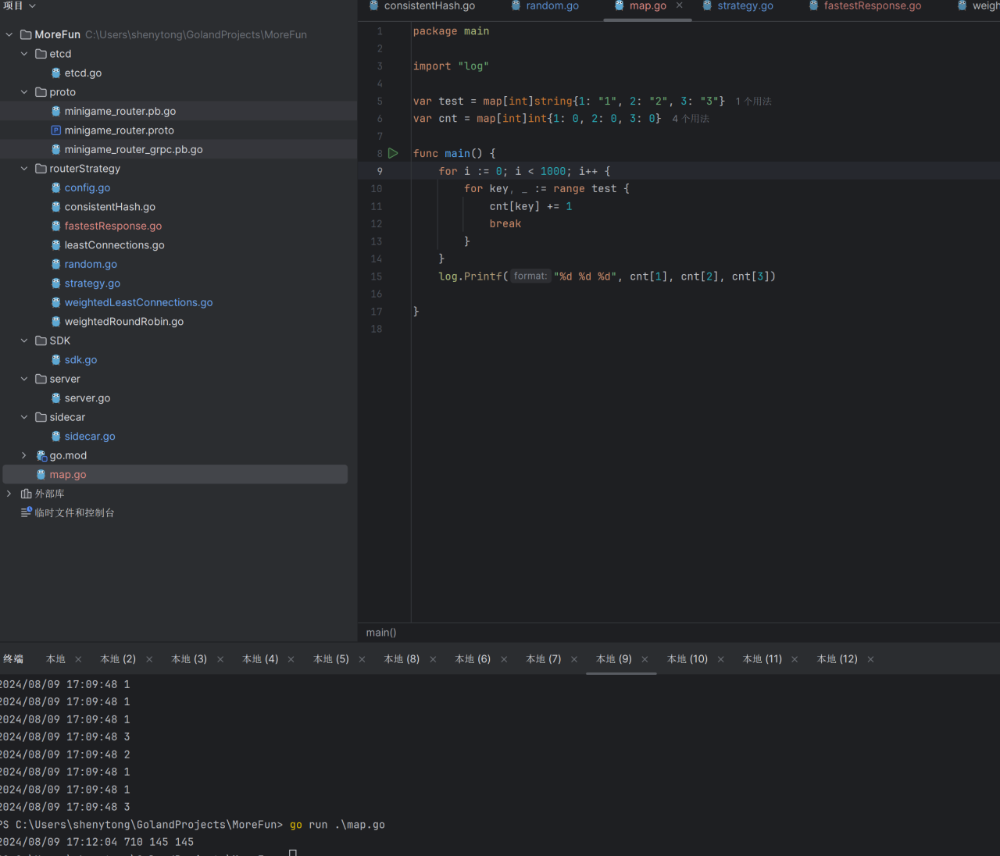 项目
MoreFun C:\Users\shenytong\GolandProjects\MoreFun
etcd
etcd.go
proto
minigame_router.pb.go
minigame_router.proto
minigame_router_grpc.pb.go
routerStrategy
config.go
consistentHash.go
fastestResponse.go
leastConnections.go
random.go
strategy.go
weightedLeastConnections.go
weightedRoundRobin.go
SDK
sdk.go
server
server.go
sidecar
sidecar.go
go.mod
map.go
外部库
临时文件和控制台
consistentHash.go random.go map.go strategy.go fastestResponse.go
1 package main
2
3 import "log"
4
5 var test = map[int]string{1: "1", 2: "2", 3: "3"} 1 个用法
6 var cnt = map[int]int{1: 0, 2: 0, 3: 0} 4 个用法
7
8 func main() {
9 for i := 0; i < 1000; i++ {
10 for key, _ := range test {
11 cnt[key] += 1
12 break
13 }
14 }
15 log.Printf( format: "%d %d %d", cnt[1], cnt[2], cnt[3])
16
17 }
18
main()
终端 本地 本地 (2) 本地 (3) 本地 (4) 本地 (5) 本地 (8) 本地 (6) 本地 (7) 本地 (9) 本地 (10) 本地 (11) 本地 (12)
2024/08/09 17:09:48 1
2024/08/09 17:09:48 1
2024/08/09 17:09:48 1
2024/08/09 17:09:48 3
2024/08/09 17:09:48 2
2024/08/09 17:09:48 1
2024/08/09 17:09:48 1
2024/08/09 17:09:48 3
PS C:\Users\shenytong\GolandProjects\MoreFun> go run .\map.go
2024/08/09 17:12:04 710 145 145